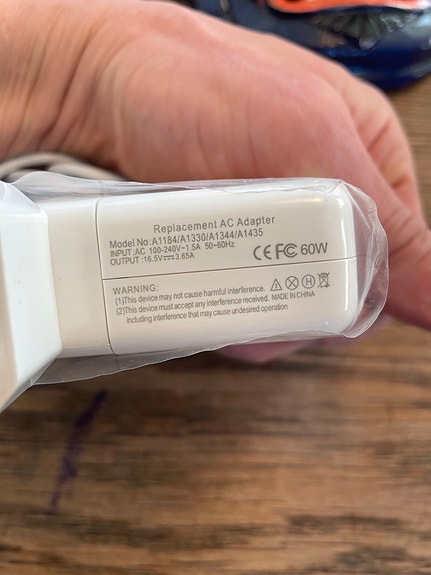 Replacement AC Adapter
Model No:A1184/A1330/A1344/A1435
INPUT:AC 100-240V~1.5A 50~60Hz
OUTPUT:16.5V⎓3.65A
CE FC 60W
WARNING:
(1)This device may not cause harmful interference.
(2)This device must accept any interference received, MADE IN CHINA
including interference that may cause undesired operation